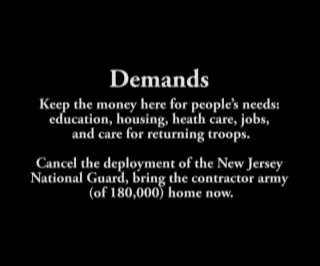 Demands
Keep the money here for people's needs:
education, housing, heath care, jobs,
and care for returning troops.
Cancel the deployment of the New Jersey
National Guard, bring the contractor army
(of 180,000) home now.